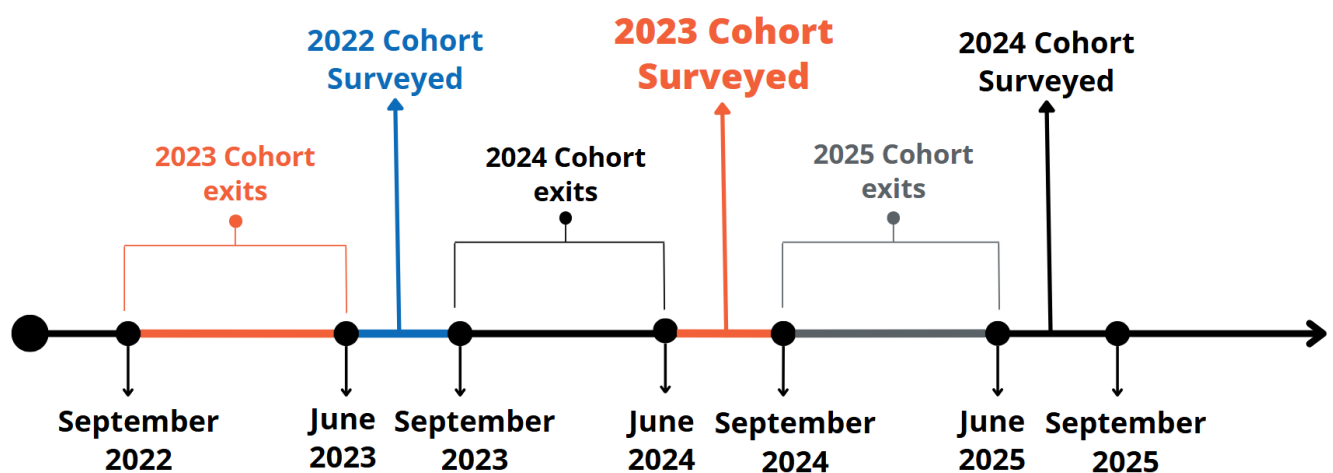 2022 Cohort
Surveyed
2023 Cohort
Surveyed
2024 Cohort
Surveyed
2023 Cohort
exits
2024 Cohort
exits
2025 Cohort
exits
September
2022
June
2023
September
2023
June
2024
September
2024
June
2025
September
2025